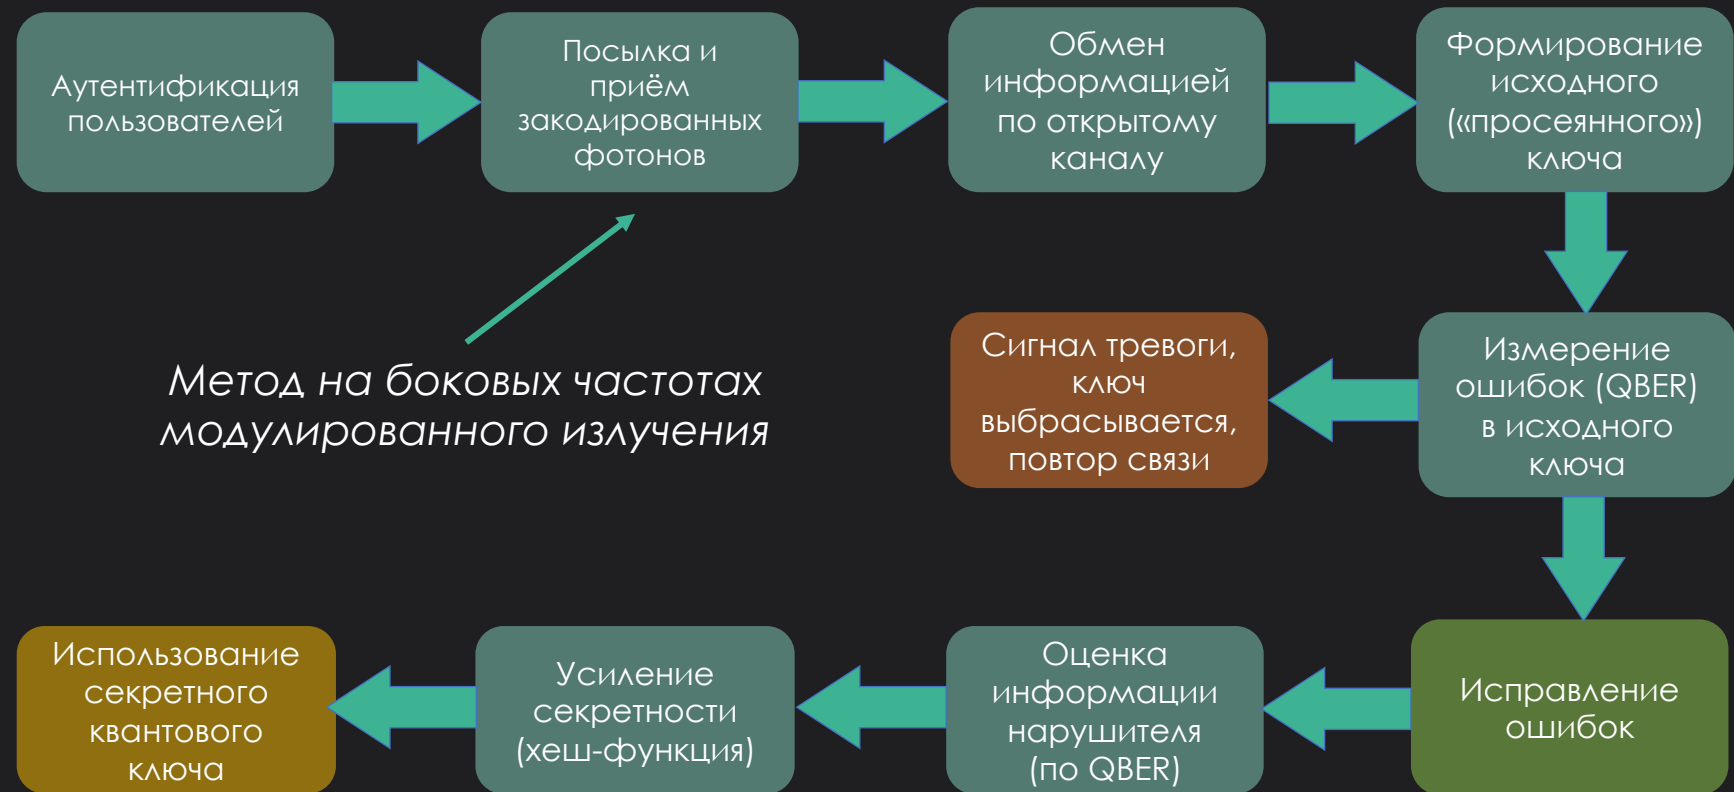 Аутентификация
пользователей
Посылка и
приём
закодированных
фотонов
Обмен
информацией
по открытому
каналу
Формирование
исходного
(«просеянного»)
ключа
Метод на боковых частотах
модулированного излучения
Сигнал тревоги,
ключ
выбрасывается,
повтор связи
Измерение
ошибок (QBER)
в исходного
ключа
Использование
секретного
квантового
ключа
Усиление
секретности
(хеш-функция)
Оценка
информации
нарушителя
(по QBER)
Исправление
ошибок